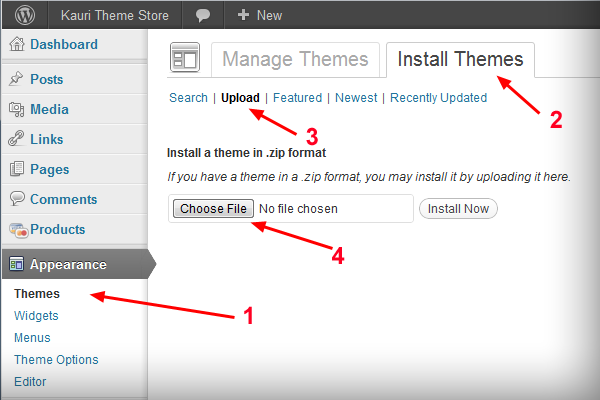 Kauri Theme Store + New
Dashboard
Posts
Media
Links
Pages
Comments
Products
Appearance
Themes
Widgets
Menus
Theme Options
Editor
Manage Themes Install Themes
Search | Upload | Featured | Newest | Recently Updated
Install a theme in .zip format
If you have a theme in a .zip format, you may install it by uploading it here.
Choose File No file chosen Install Now
1
2
3
4